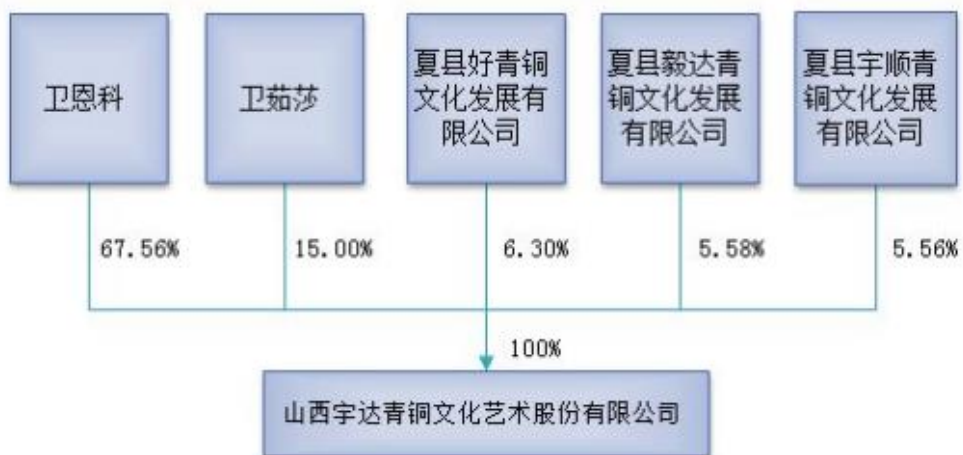 卫恩科
卫茹莎
夏县好青铜
文化发展有
限公司
夏县毅达青
铜文化发展
有限公司
夏县宇顺青
铜文化发展
有限公司
67.56%
15.00%
6.30%
5.58%
5.56%
100%
山西宇达青铜文化艺术股份有限公司